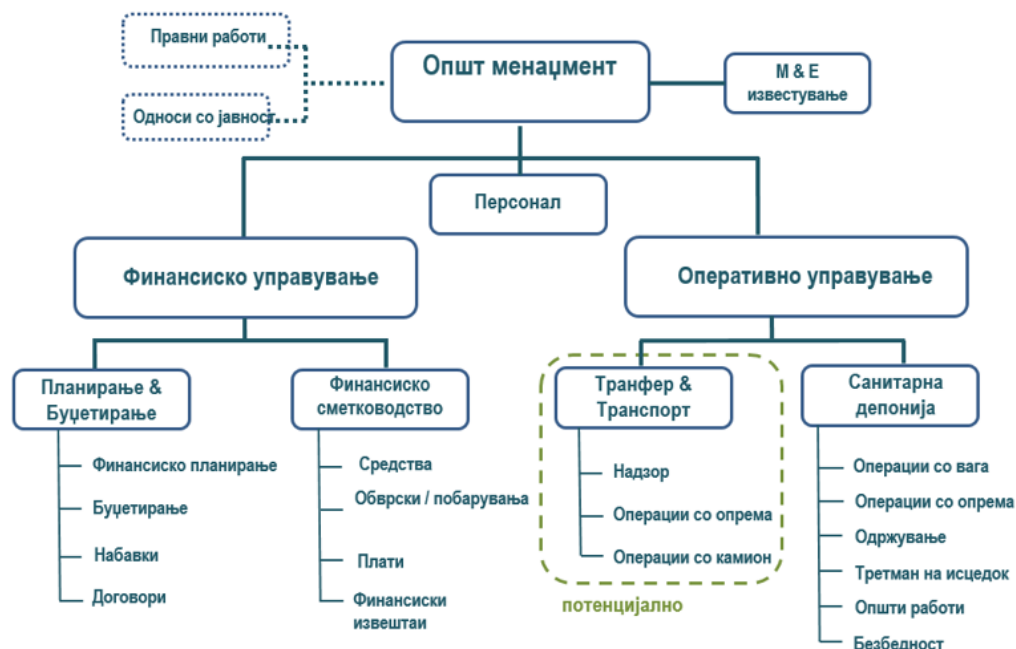 Правни работи
Односи со јавност
Општ менаџмент
М & Е
известување
Персонал
Финансиско управување
Оперативно управување
Планирање &
Буџетирање
Финансиско планирање
Буџетирање
Набавки
Договори
Финансиско
сметководство
Средства
Обврски / побарувања
Плати
Финансиски
извештаи
Транфер &
Транспорт
Надзор
Операции со опрема
Операции со камион
потенцијално
Санитарна
депонија
Операции со вага
Операции со опрема
Одржување
Третман на исцедок
Општи работи
Безбедност